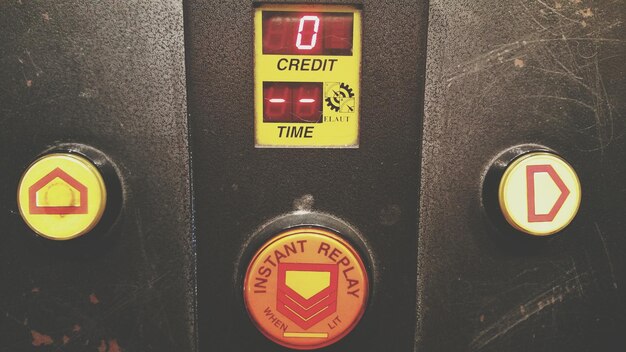 0
CREDIT
--
TIME
ELAUT
INSTANT REPLAY
WHEN LIT